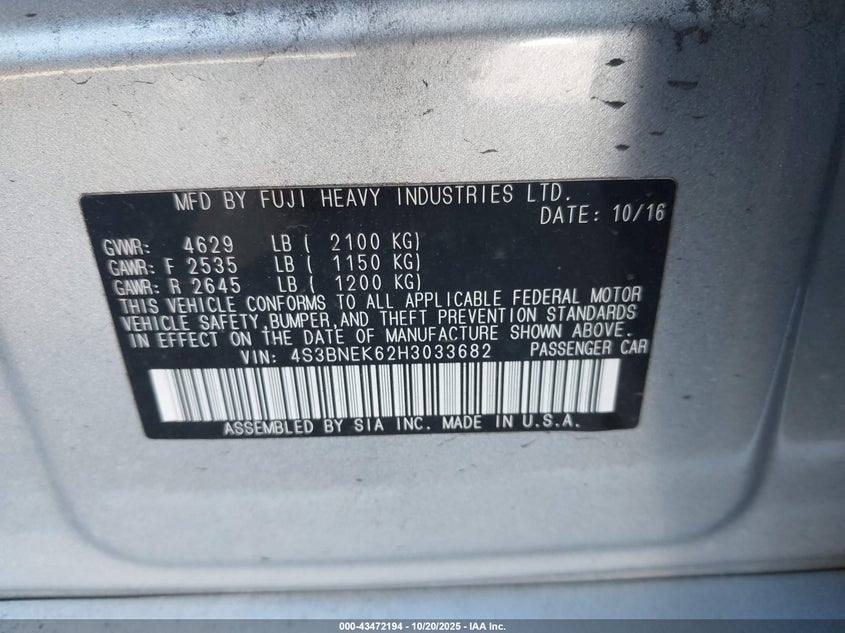 MFD BY FUJI HEAVY INDUSTRIES LTD.
DATE: 10/16
GVWR: 4629 LB ( 2100 KG)
GAWR: F 2535 LB ( 1150 KG)
GAWR: R 2645 LB ( 1200 KG)
THIS VEHICLE CONFORMS TO ALL APPLICABLE FEDERAL MOTOR
VEHICLE SAFETY,BUMPER,AND THEFT PREVENTION STANDARDS
IN EFFECT ON THE DATE OF MANUFACTURE SHOWN ABOVE.
VIN: 4S3BNEK62H3033682 PASSENGER CAR
ASSEMBLED BY SIA INC. MADE IN U.S.A.
000-43472194 - 10/20/2025 - IAA Inc.